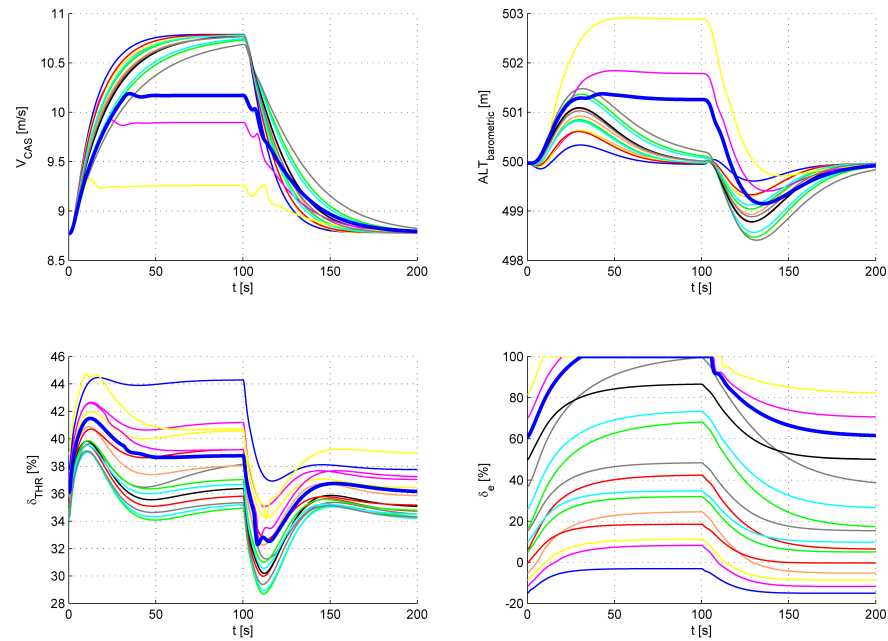 11
10.5
10
9.5
9
8.5
0 50 100 150 200
t [s]
V_CAS [m/s]
503
502
501
500
499
498
0 50 100 150 200
t [s]
ALT_barometric [m]
46
44
42
40
38
36
34
32
30
28
0 50 100 150 200
t [s]
δ_THR [%]
100
80
60
40
20
0
-20
0 50 100 150 200
t [s]
δ_e [%]